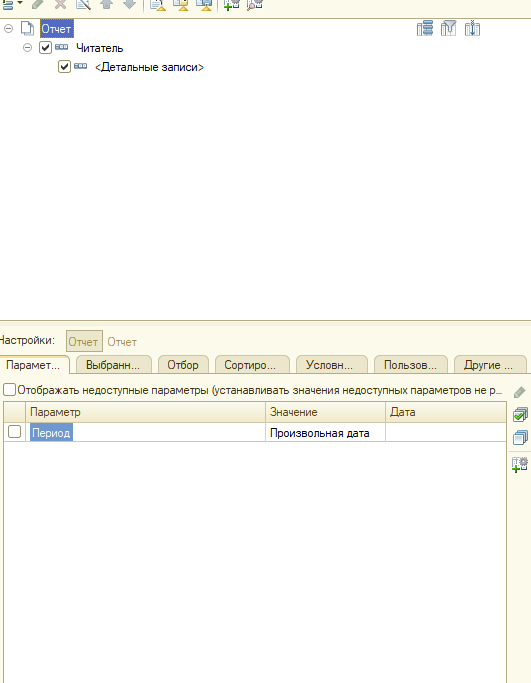 Отчет
Читатель
<Детальные записи>
Настройки: Отчет Отчет
Парамет... Выбранн... Отбор Сортиро... Условн... Пользов... Другие ...
Отображать недоступные параметры (устанавливать значения недоступных параметров не р...
Параметр Значение Дата
Период Произвольная дата